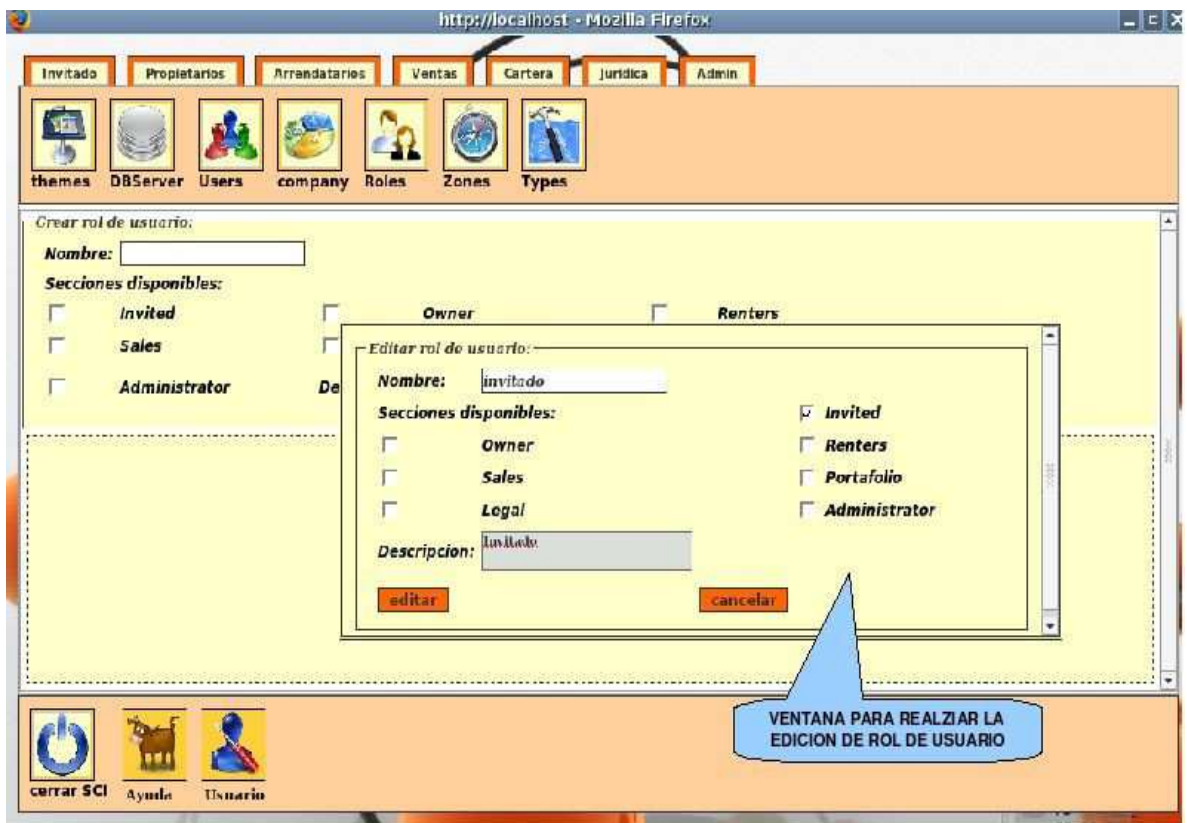 http://localhost - Mozilla Firefox
Invitado Propietarios Arrendatarios Ventas Cartera Juridica Admin
themes DBServer Users company Roles Zones Types
Crear rol de usuario:
Nombre:
Secciones disponibles:
Invited Owner Renters
Sales
Administrator De
Editar rol de usuario:
Nombre: invitado
Secciones disponibles: Invited
Owner Renters
Sales Portafolio
Legal Administrator
Descripcion: Invitado
editar cancelar
VENTANA PARA REALZIAR LA
EDICION DE ROL DE USUARIO
cerrar SCI Ayuda Usuario